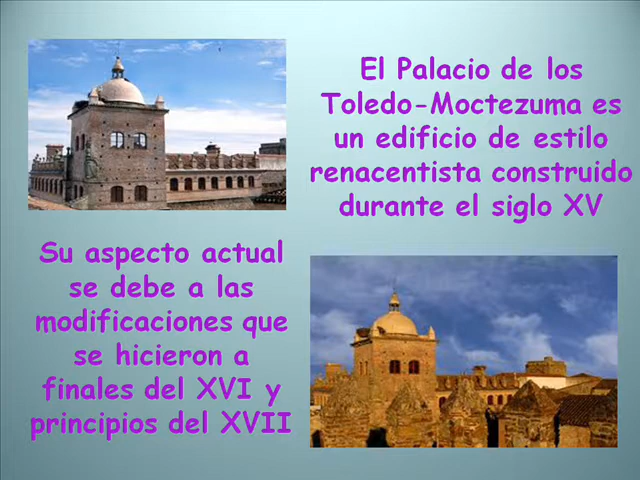 El Palacio de los
Toledo-Moctezuma es
un edificio de estilo
renacentista construido
durante el siglo XV
Su aspecto actual
se debe a las
modificaciones que
se hicieron a
finales del XVI y
principios del XVII